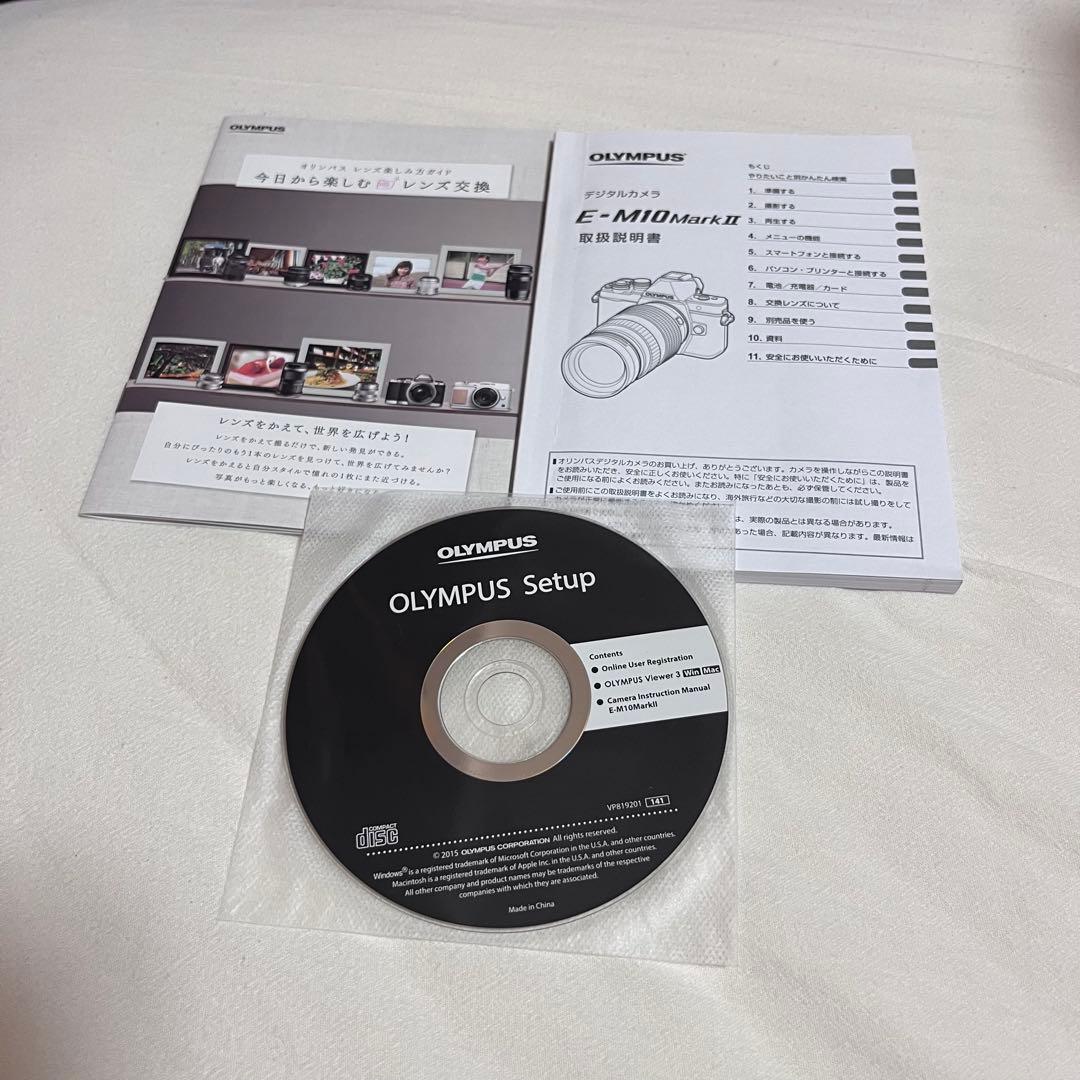 OLYMPUS
オリンパス レンズ楽しみ方ガイド
今日から楽しむ レンズ交換
レンズをかえて、世界を広げよう!
レンズをかえて撮るだけで、新しい発見ができる。
自分にぴったりのもう1本のレンズを見つけて、世界を広げてみませんか?
レンズをかえると自分スタイルで憧れの1枚にまた近づける。
写真がもっと楽しくなる、もっと好きになる
OLYMPUS
デジタルカメラ
E-M10 Mark II
取扱説明書
OLYMPUS
もくじ
やりたいこと別かんたん検索
1. 準備する
2. 撮影する
3. 再生する
4. メニューの機能
5. スマートフォンと接続する
6. パソコン・プリンターと接続する
7. 電池/充電器/カード
8. 交換レンズについて
9. 別売品を使う
10. 資料
11. 安全にお使いいただくために
オリンパスデジタルカメラのお買い上げ、ありがとうございます。カメラを操作しながらこの説明書
をお読みいただき、安全に正しくお使いください。特に「安全にお使いいただくために」は、製品を
ご使用になる前によくお読みください。またお読みになったあとも、必ず保管してください。
ご使用前にこの取扱説明書をよくお読みになり、海外旅行などの大切な撮影の前には試し撮りをして
は、実際の製品とは異なる場合があります。
あった場合、記載内容が異なります。最新情報は
OLYMPUS
OLYMPUS Setup
Contents
● Online User Registration
● OLYMPUS Viewer 3 Win Mac
● Camera Instruction Manual
E-M10MarkII
VP819201 141
COMPACT
disc
© 2015 OLYMPUS CORPORATION All rights reserved.
Windows® is a registered trademark of Microsoft Corporation in the U.S.A. and other countries.
Macintosh is a registered trademark of Apple Inc. in the U.S.A. and other countries.
All other company and product names may be trademarks of the respective
companies with which they are associated.
Made in China